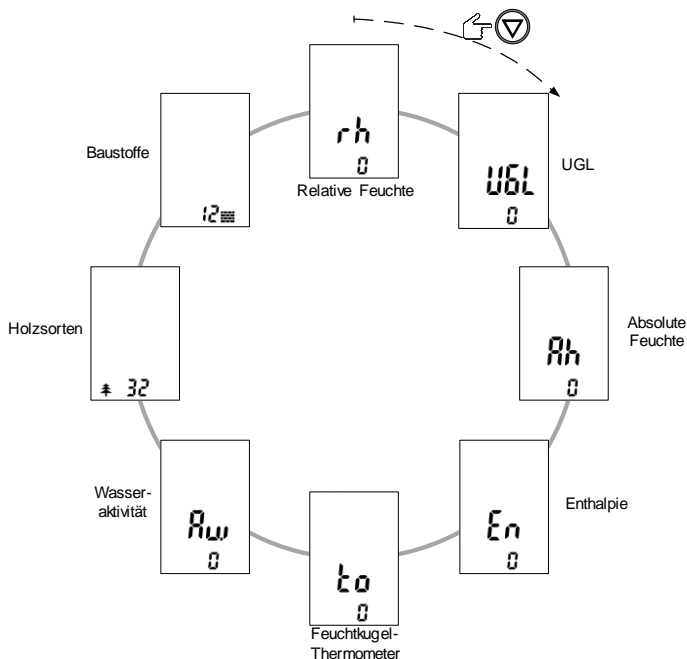 rh
0
Relative Feuchte
UGL
0
UGL
Ah
0
Absolute
Feuchte
En
0
Enthalpie
to
0
Feuchtkugel-
Thermometer
Aw
0
Wasser-
aktivität
32
Holzsorten
12
Baustoffe